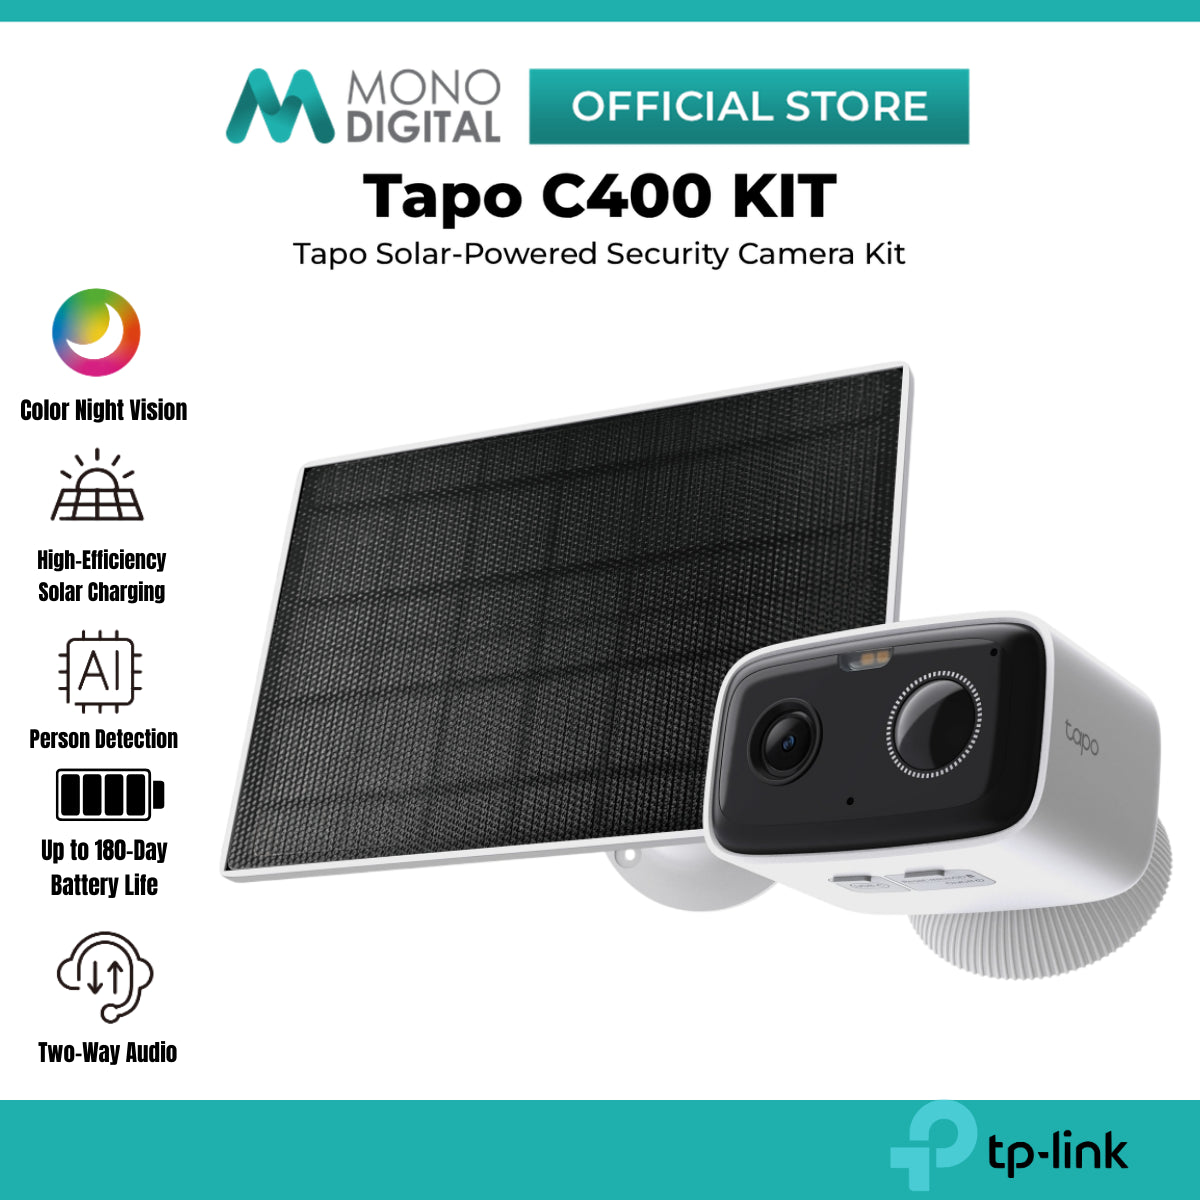 MONO
DIGITAL
OFFICIAL STORE
Tapo C400 KIT
Tapo Solar-Powered Security Camera Kit
Color Night Vision
High-Efficiency
Solar Charging
AI
Person Detection
Up to 180-Day
Battery Life
Two-Way Audio
tapo
tp-link